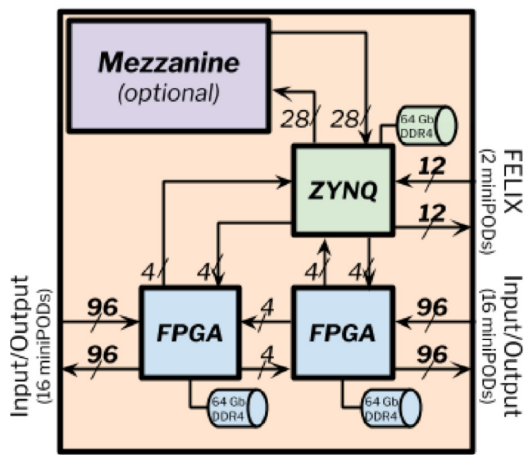 Mezzanine
(optional)
28
28
64 Gb
DDR4
ZYNQ
12
12
FELIX
(2 miniPODs)
4
4
4
4
Input/Output
(16 miniPODs)
96
96
FPGA
4
4
FPGA
96
96
Input/Output
(16 miniPODs)
64 Gb
DDR4
64 Gb
DDR4